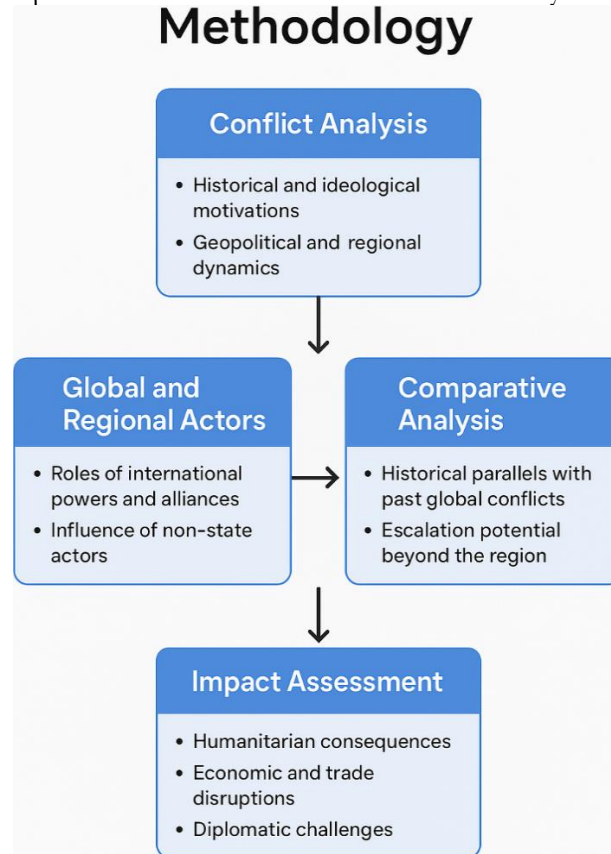 Methodology
Conflict Analysis
• Historical and ideological
motivations
• Geopolitical and regional
dynamics
Global and
Regional Actors
• Roles of international
powers and alliances
• Influence of non-state
actors
Comparative
Analysis
• Historical parallels with
past global conflicts
• Escalation potential
beyond the region
Impact Assessment
• Humanitarian consequences
• Economic and trade
disruptions
• Diplomatic challenges